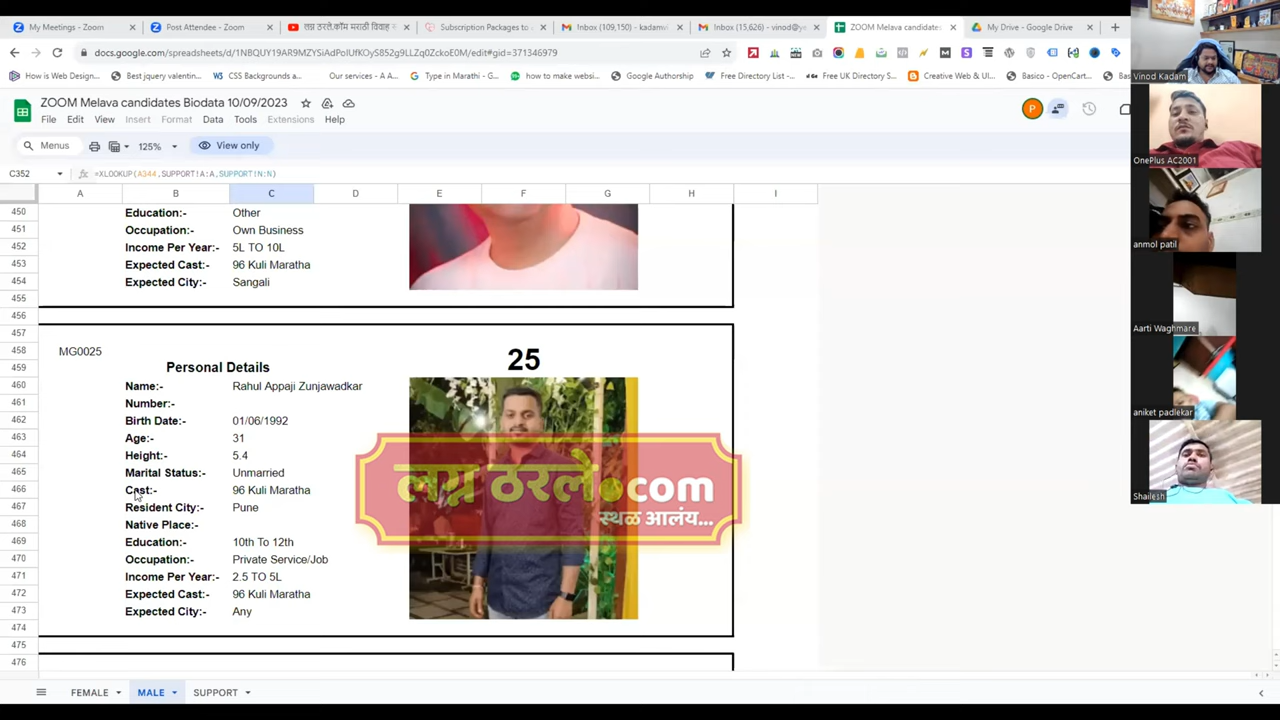 My Meetings - Zoom
Post Attendee - Zoom
लग्न ठरले.कॉम मराठी विवाह
Subscription Packages to
Inbox (109,150) - kadamv
Inbox (15,626) - vinod@y
ZOOM Melava candidates
My Drive - Google Drive
docs.google.com/spreadsheets/d/1N8QUY19AR9MZYSiAdPoIUfKOyS852g9LLZq0ZckoE0M/edit#gid=371346979
How is Web Design...
Best jquery valentin...
CSS Backgrounds a...
Our services - A A...
Type in Marathi - G...
how to make websi...
Google Authorship
Free Directory List -...
Free UK Directory S...
Creative Web & UI...
Basico - OpenCart...
ZOOM Melava candidates Biodata 10/09/2023
P
File Edit View Insert Format Data Tools Extensions Help
Menus 125% View only
C352 =XLOOKUP(A344,SUPPORT!A:A,SUPPORT!N:N)
A B C D E F G H I
450 Education:- Other
451 Occupation:- Own Business
452 Income Per Year:- 5L TO 10L
453 Expected Cast:- 96 Kuli Maratha
454 Expected City:- Sangali
455
456
457
458 MG0025 25
459 Personal Details
460 Name:- Rahul Appaji Zunjawadkar
461 Number:-
462 Birth Date:- 01/06/1992
463 Age:- 31
464 Height:- 5.4
465 Marital Status:- Unmarried
466 Cast:- 96 Kuli Maratha
467 Resident City:- Pune
468 Native Place:-
469 Education:- 10th To 12th
470 Occupation:- Private Service/Job
471 Income Per Year:- 2.5 TO 5L
472 Expected Cast:- 96 Kuli Maratha
473 Expected City:- Any
474
475
476
लग्न ठरले.com
स्थळ आलंय...
FEMALE MALE SUPPORT
Vinod Kadam
OnePlus AC2001
anmol patil
Aarti Waghmare
aniket padlekar
Shailesh